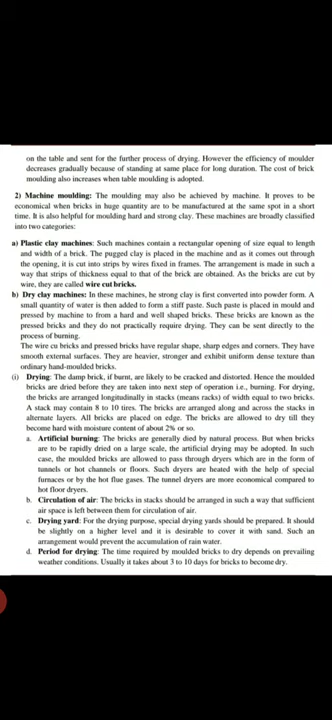 on the table and sent for the further process of drying. However the efficiency of moulder
decreases gradually because of standing at same place for long duration. The cost of brick
moulding also increases when table moulding is adopted.
2) Machine moulding: The moulding may also be achieved by machine. It proves to be
economical when bricks in huge quantity are to be manufactured at the same spot in a short
time. It is also helpful for moulding hard and strong clay. These machines are broadly classified
into two categories:
a) Plastic clay machines: Such machines contain a rectangular opening of size equal to length
and width of a brick. The pugged clay is placed in the machine and as it comes out through
the opening, it is cut into strips by wires fixed in frames. The arrangement is made in such a
way that strips of thickness equal to that of the brick are obtained. As the bricks are cut by
wire, they are called wire cut bricks.
b) Dry clay machines: In these machines, he strong clay is first converted into powder form. A
small quantity of water is then added to form a stiff paste. Such paste is placed in mould and
pressed by machine to from a hard and well shaped bricks. These bricks are known as the
pressed bricks and they do not practically require drying. They can be sent directly to the
process of burning.
The wire cu bricks and pressed bricks have regular shape, sharp edges and corners. They have
smooth external surfaces. They are heavier, stronger and exhibit uniform dense texture than
ordinary hand-moulded bricks.
(i) Drying: The damp brick, if burnt, are likely to be cracked and distorted. Hence the moulded
bricks are dried before they are taken into next step of operation i.e., burning. For drying,
the bricks are arranged longitudinally in stacks (means racks) of width equal to two bricks.
A stack may contain 8 to 10 tires. The bricks are arranged along and across the stacks in
alternate layers. All bricks are placed on edge. The bricks are allowed to dry till they
become hard with moisture content of about 2% or so.
a. Artificial burning: The bricks are generally died by natural process. But when bricks
are to be rapidly dried on a large scale, the artificial drying may be adopted. In such
case, the moulded bricks are allowed to pass through dryers which are in the form of
tunnels or hot channels or floors. Such dryers are heated with the help of special
furnaces or by the hot flue gases. The tunnel dryers are more economical compared to
hot floor dryers.
b. Circulation of air: The bricks in stacks should be arranged in such a way that sufficient
air space is left between them for circulation of air.
c. Drying yard: For the drying purpose, special drying yards should be prepared. It should
be slightly on a higher level and it is desirable to cover it with sand. Such an
arrangement would prevent the accumulation of rain water.
d. Period for drying: The time required by moulded bricks to dry depends on prevailing
weather conditions. Usually it takes about 3 to 10 days for bricks to become dry.